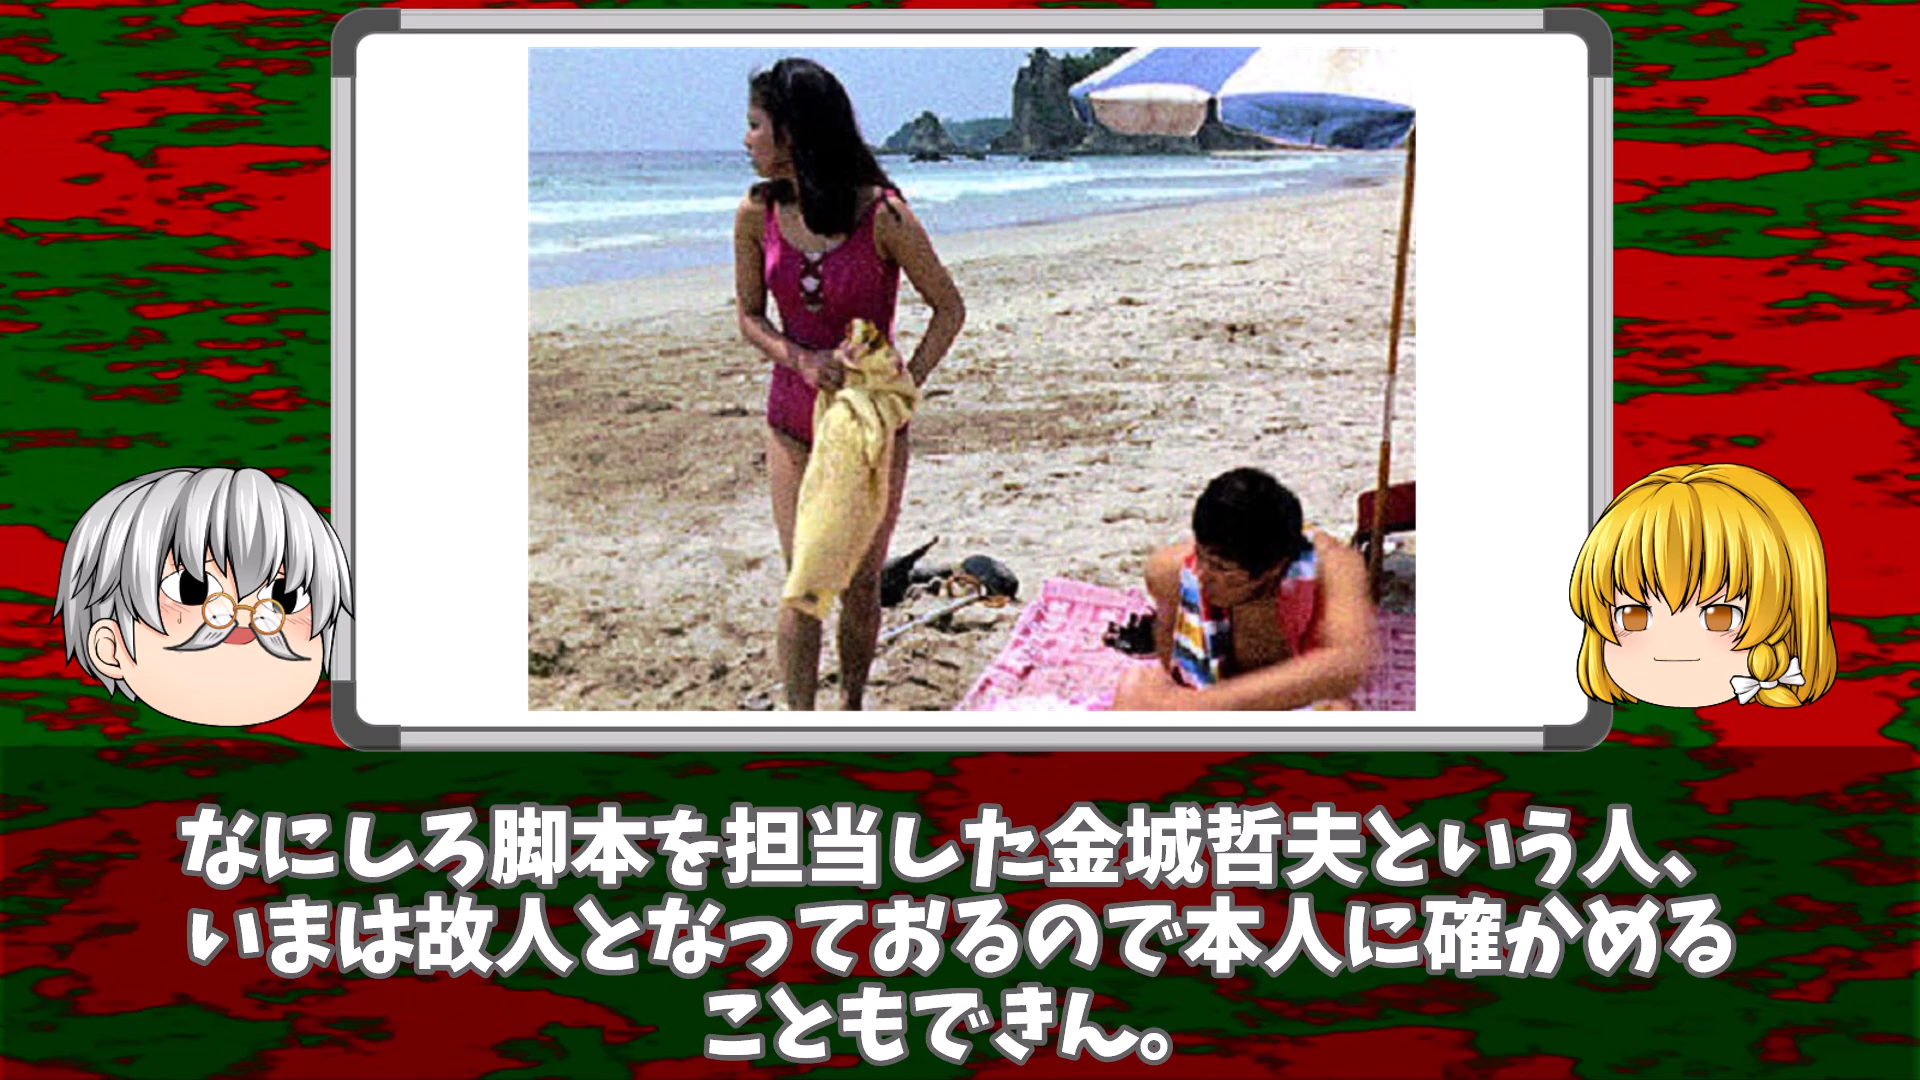 なにしろ脚本を担当した金城哲夫という人、
いまは故人となっておるので本人に確かめる
こともできん。